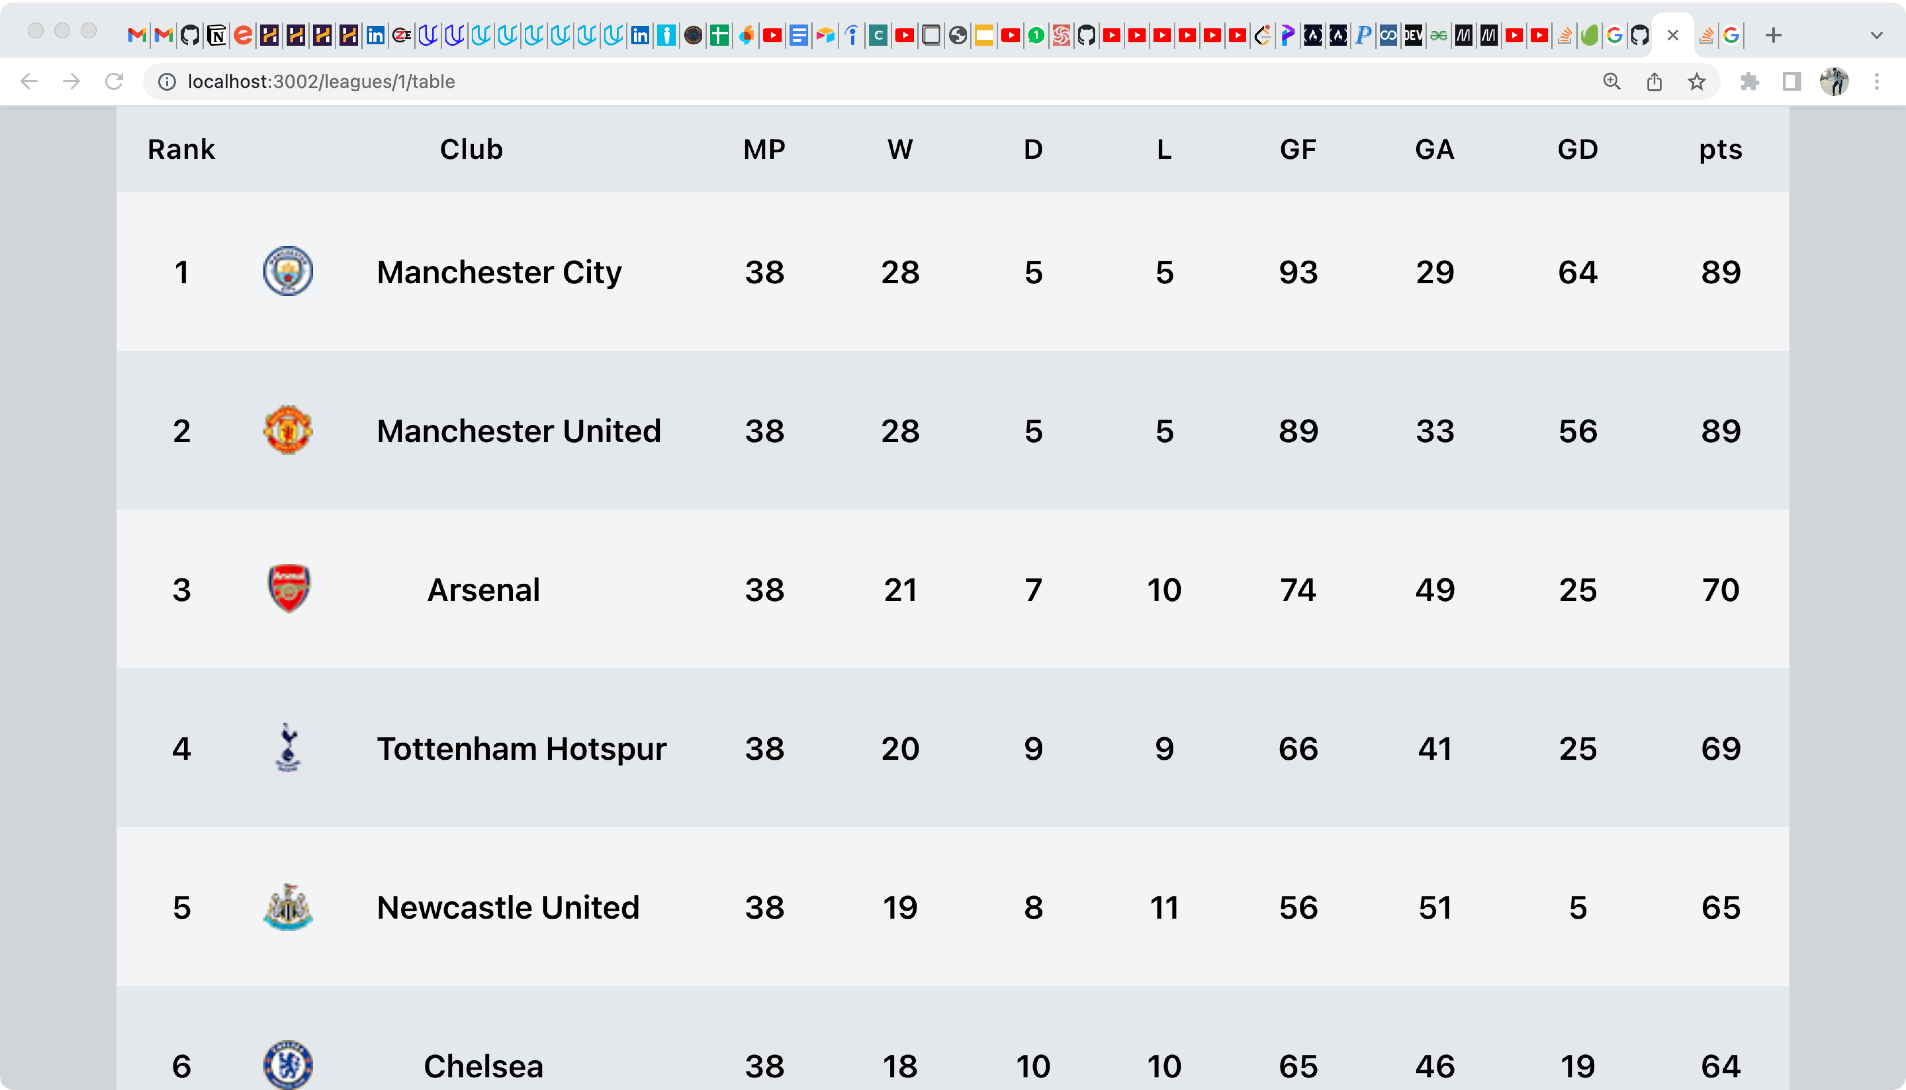 localhost:3002/leagues/1/table
Rank Club MP W D L GF GA GD pts
1 Manchester City 38 28 5 5 93 29 64 89
2 Manchester United 38 28 5 5 89 33 56 89
3 Arsenal 38 21 7 10 74 49 25 70
4 Tottenham Hotspur 38 20 9 9 66 41 25 69
5 Newcastle United 38 19 8 11 56 51 5 65
6 Chelsea 38 18 10 10 65 46 19 64